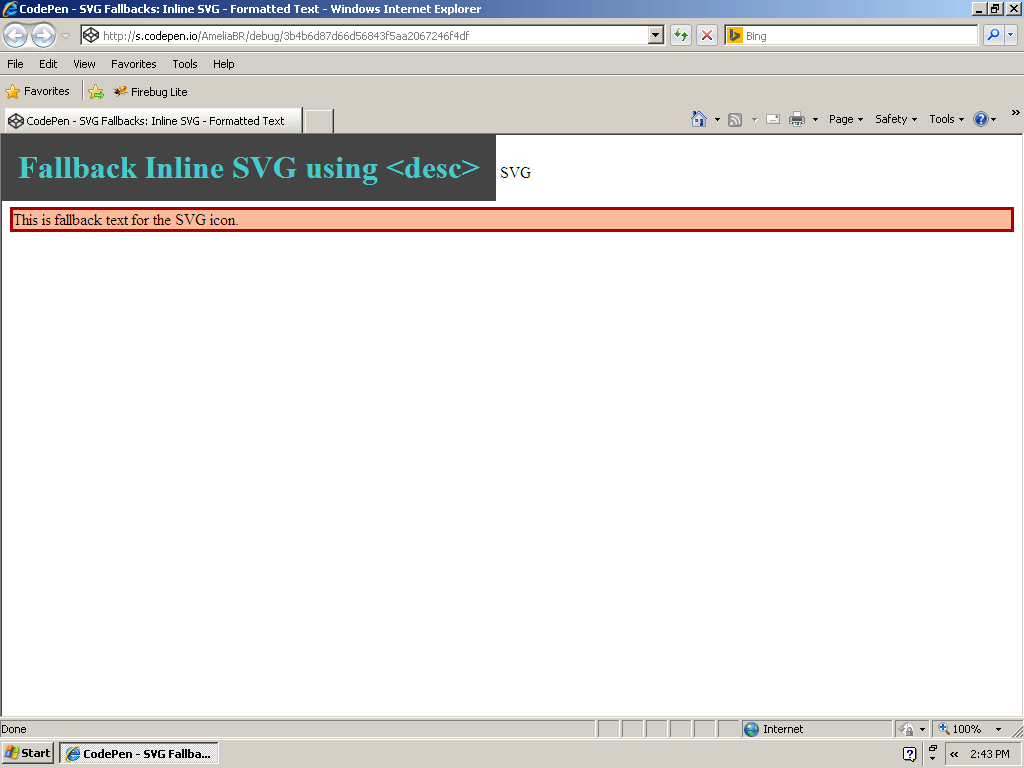 CodePen - SVG Fallbacks: Inline SVG - Formatted Text - Windows Internet Explorer
http://s.codepen.io/AmeliaBR/debug/3b4b6d87d66d56843f5aa2067246f4df Bing
File Edit View Favorites Tools Help
Favorites Firebug Lite
CodePen - SVG Fallbacks: Inline SVG - Formatted Text Page Safety Tools
Fallback Inline SVG using <desc> SVG
This is fallback text for the SVG icon.
Done Internet 100%
Start CodePen - SVG Fallba... 2:43 PM